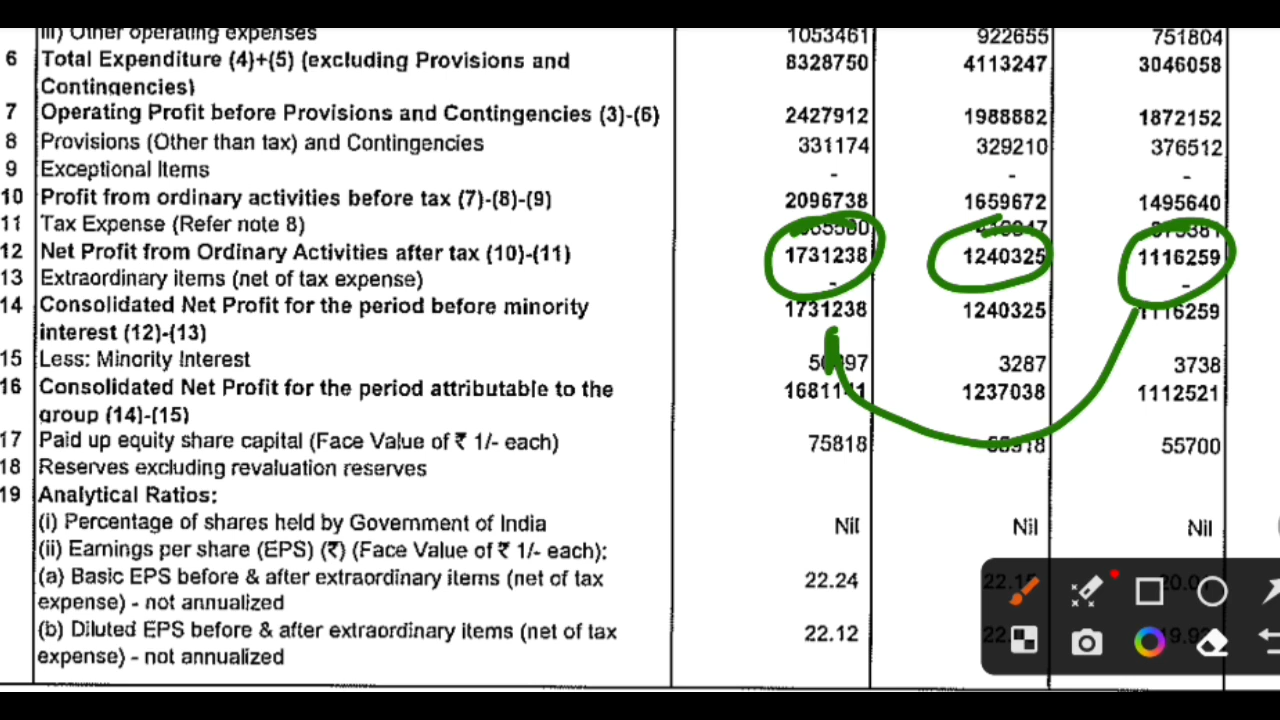 iii) Other operating expenses 1053461 922655 751804
6 Total Expenditure (4)+(5) (excluding Provisions and 8328750 4113247 3046058
Contingencies)
7 Operating Profit before Provisions and Contingencies (3)-(6) 2427912 1988882 1872152
8 Provisions (Other than tax) and Contingencies 331174 329210 376512
9 Exceptional Items - - -
10 Profit from ordinary activities before tax (7)-(8)-(9) 2096738 1659672 1495640
11 Tax Expense (Refer note 8)
12 Net Profit from Ordinary Activities after tax (10)-(11) 1731238 1240325 1116259
13 Extraordinary items (net of tax expense) - -
14 Consolidated Net Profit for the period before minority 1731238 1240325 1116259
interest (12)-(13)
15 Less: Minority Interest 3287 3738
16 Consolidated Net Profit for the period attributable to the 1237038 1112521
group (14)-(15)
17 Paid up equity share capital (Face Value of ₹ 1/- each) 75818 55700
18 Reserves excluding revaluation reserves
19 Analytical Ratios:
(i) Percentage of shares held by Government of India Nil Nil Nil
(ii) Earnings per share (EPS) (₹) (Face Value of ₹ 1/- each):
(a) Basic EPS before & after extraordinary items (net of tax 22.24
expense) - not annualized
(b) Diluted EPS before & after extraordinary items (net of tax 22.12
expense) - not annualized